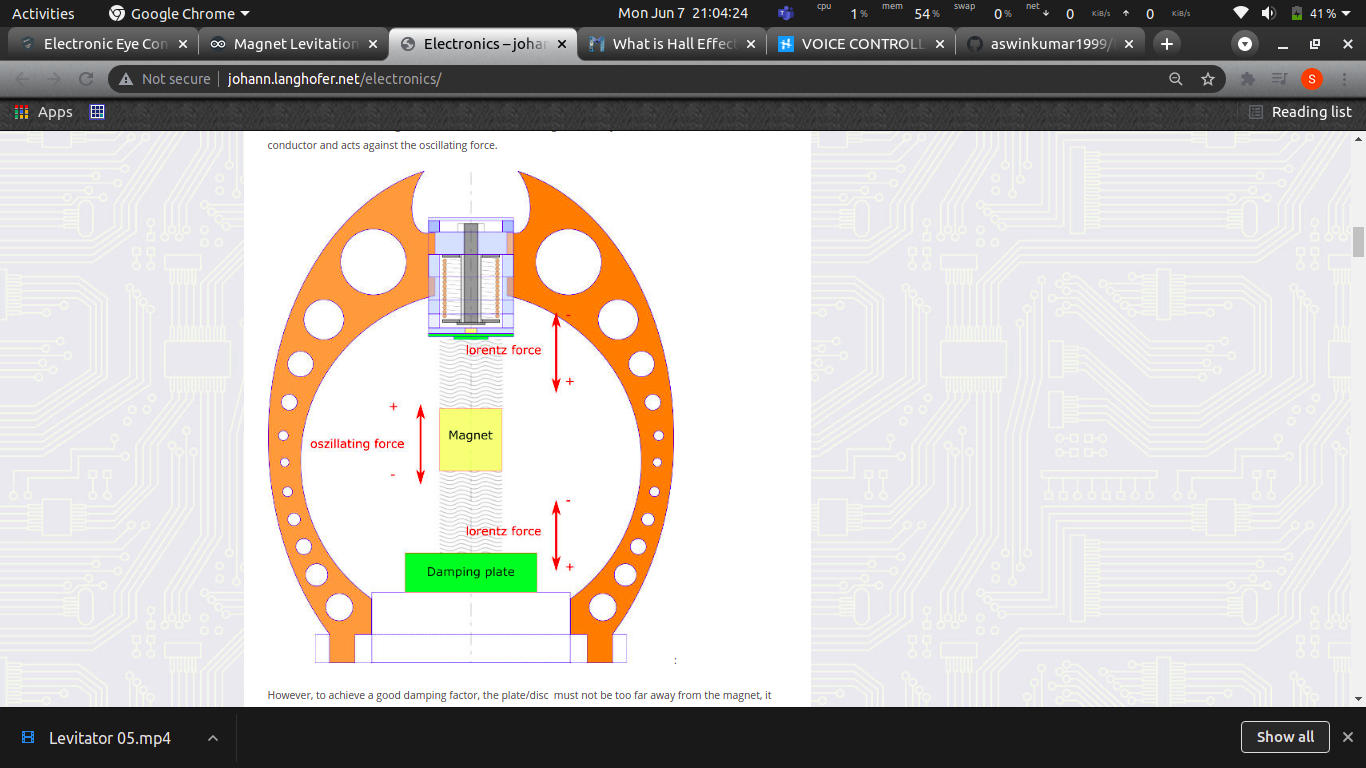 Activities
Google Chrome
Mon Jun 7 21:04:24
cpu 1 %
mem 54 %
swap 0 %
net 0 KiB/s 0 KiB/s
41 %
Electronic Eye Con
Magnet Levitation
Electronics – joha
What is Hall Effec
VOICE CONTROLL
aswinkumar1999/
Not secure
johann.langhofer.net/electronics/
S
Apps
Reading list
conductor and acts against the oscillating force.
-
lorentz force
+
+
Magnet
oszillating force
-
-
lorentz force
+
Damping plate
:
However, to achieve a good damping factor, the plate/disc must not be too far away from the magnet, it
Levitator 05.mp4
Show all